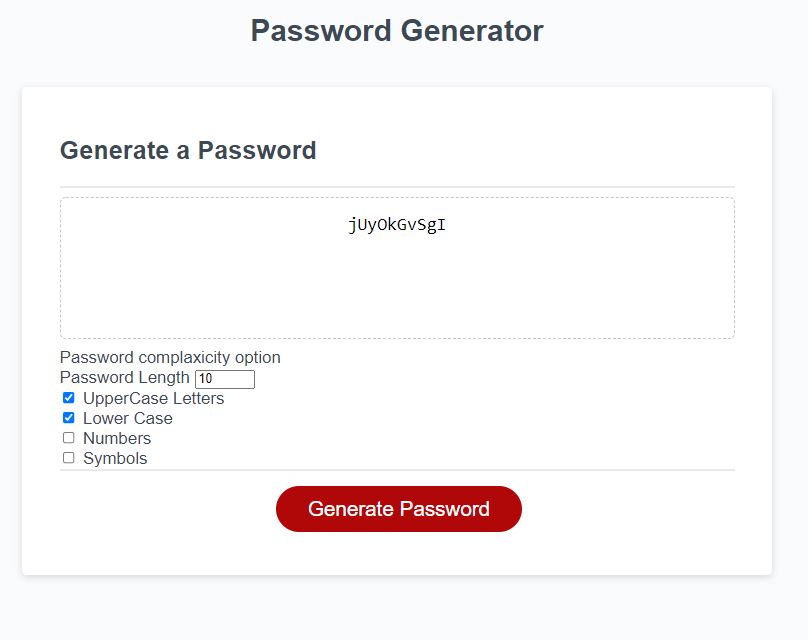 Password Generator
Generate a Password
jUyOkGvSgI
Password complaxicity option
Password Length 10
UpperCase Letters
Lower Case
Numbers
Symbols
Generate Password